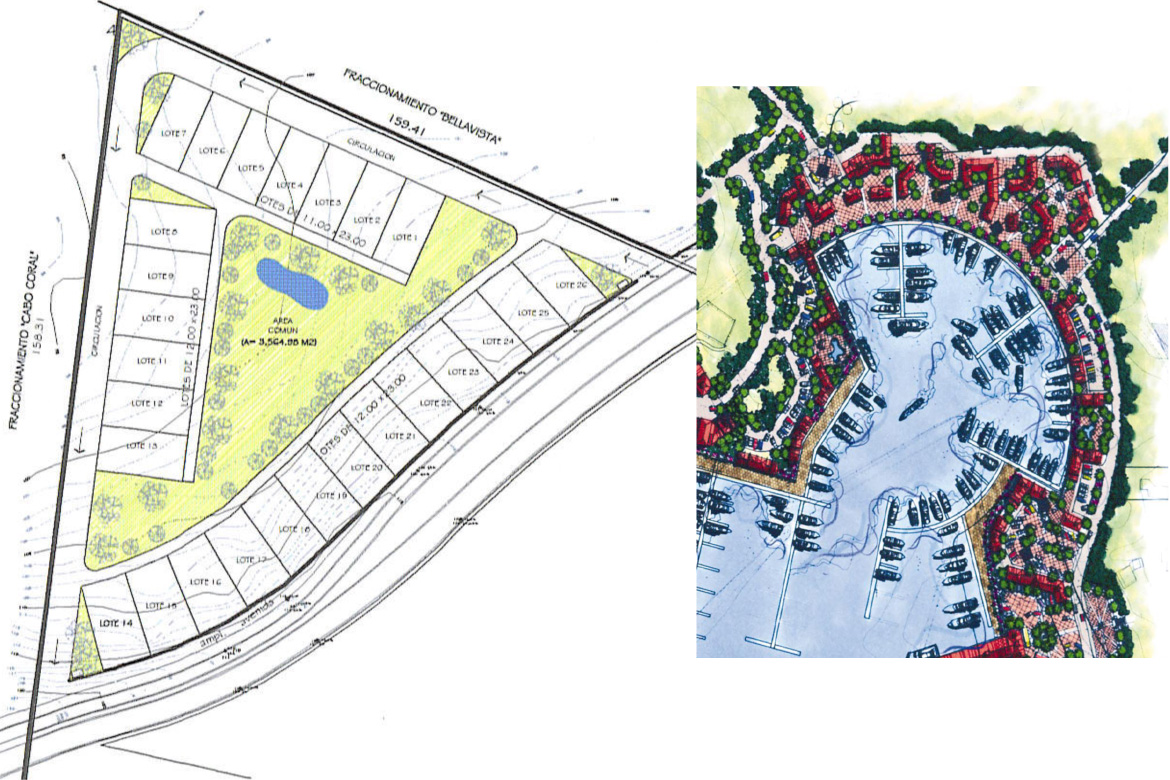 FRACCIONAMIENTO "BELLAVISTA"
159.41
CIRCULACION
LOTE 7
LOTE 6
LOTE 5
LOTE 4
LOTE 3
LOTE 2
LOTE 1
OTES DE 11.00 x 23.00
FRACCIONAMIENTO "CABO CORAL"
158.31
CIRCULACION
LOTE 8
LOTE 9
LOTE 10
LOTE 11
LOTE 12
LOTE 13
LOTES DE 12.00 x 23.00
AREA
COMUN
(A= 3,564.98 M2)
LOTE 26
LOTE 25
LOTE 24
LOTE 23
LOTE 22
LOTE 21
LOTE 20
LOTE 19
LOTE 18
LOTE 17
LOTE 16
LOTE 15
LOTE 14
OTES DE 12.00 x 23.00
ampl. avenida